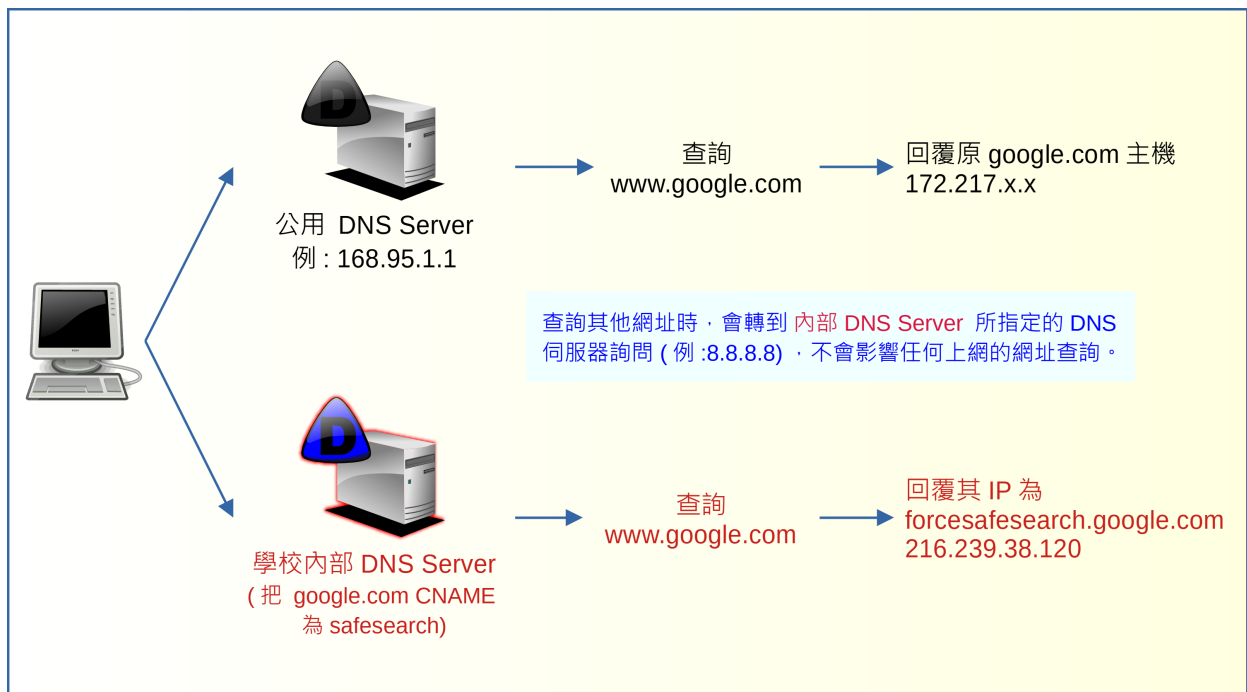 查詢
www.google.com
回覆原 google.com 主機
172.217.x.x
公用 DNS Server
例 : 168.95.1.1
查詢其他網址時，會轉到 內部 DNS Server 所指定的 DNS
伺服器詢問 ( 例 :8.8.8.8) ，不會影響任何上網的網址查詢。
學校內部 DNS Server
( 把 google.com CNAME
為 safesearch)
查詢
www.google.com
回覆其 IP 為
forcesafesearch.google.com
216.239.38.120